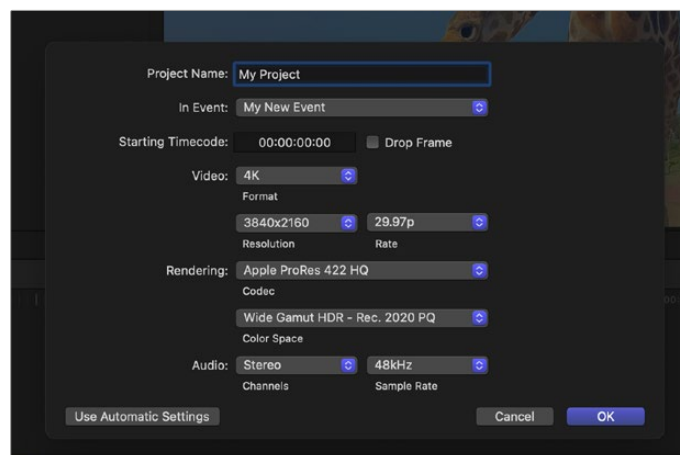 Project Name: My Project
In Event: My New Event
Starting Timecode: 00:00:00:00 Drop Frame
Video: 4K
Format
3840x2160 29.97p
Resolution Rate
Rendering: Apple ProRes 422 HQ
Codec
Wide Gamut HDR - Rec. 2020 PQ
Color Space
Audio: Stereo 48kHz
Channels Sample Rate
Use Automatic Settings Cancel OK